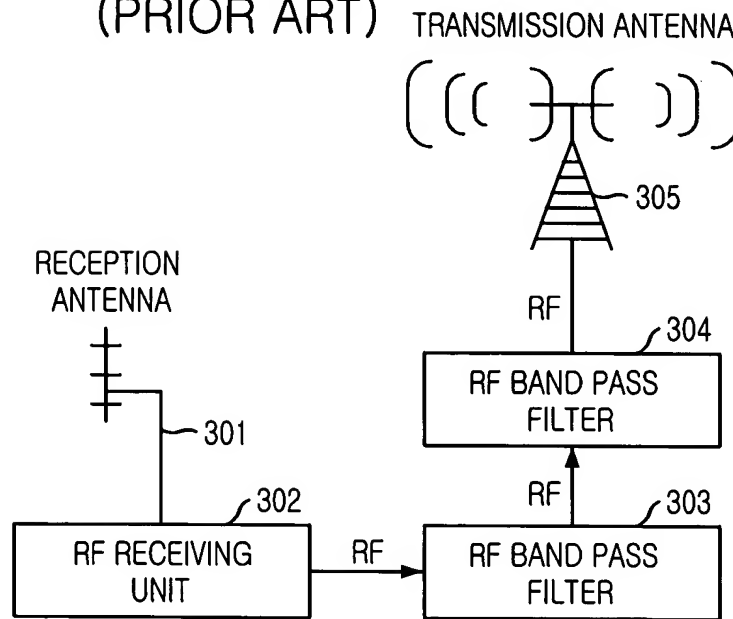 (PRIOR ART)
TRANSMISSION ANTENNA
305
RECEPTION
ANTENNA
RF
304
RF BAND PASS
FILTER
301
RF
302
303
RF RECEIVING
UNIT
RF
RF BAND PASS
FILTER